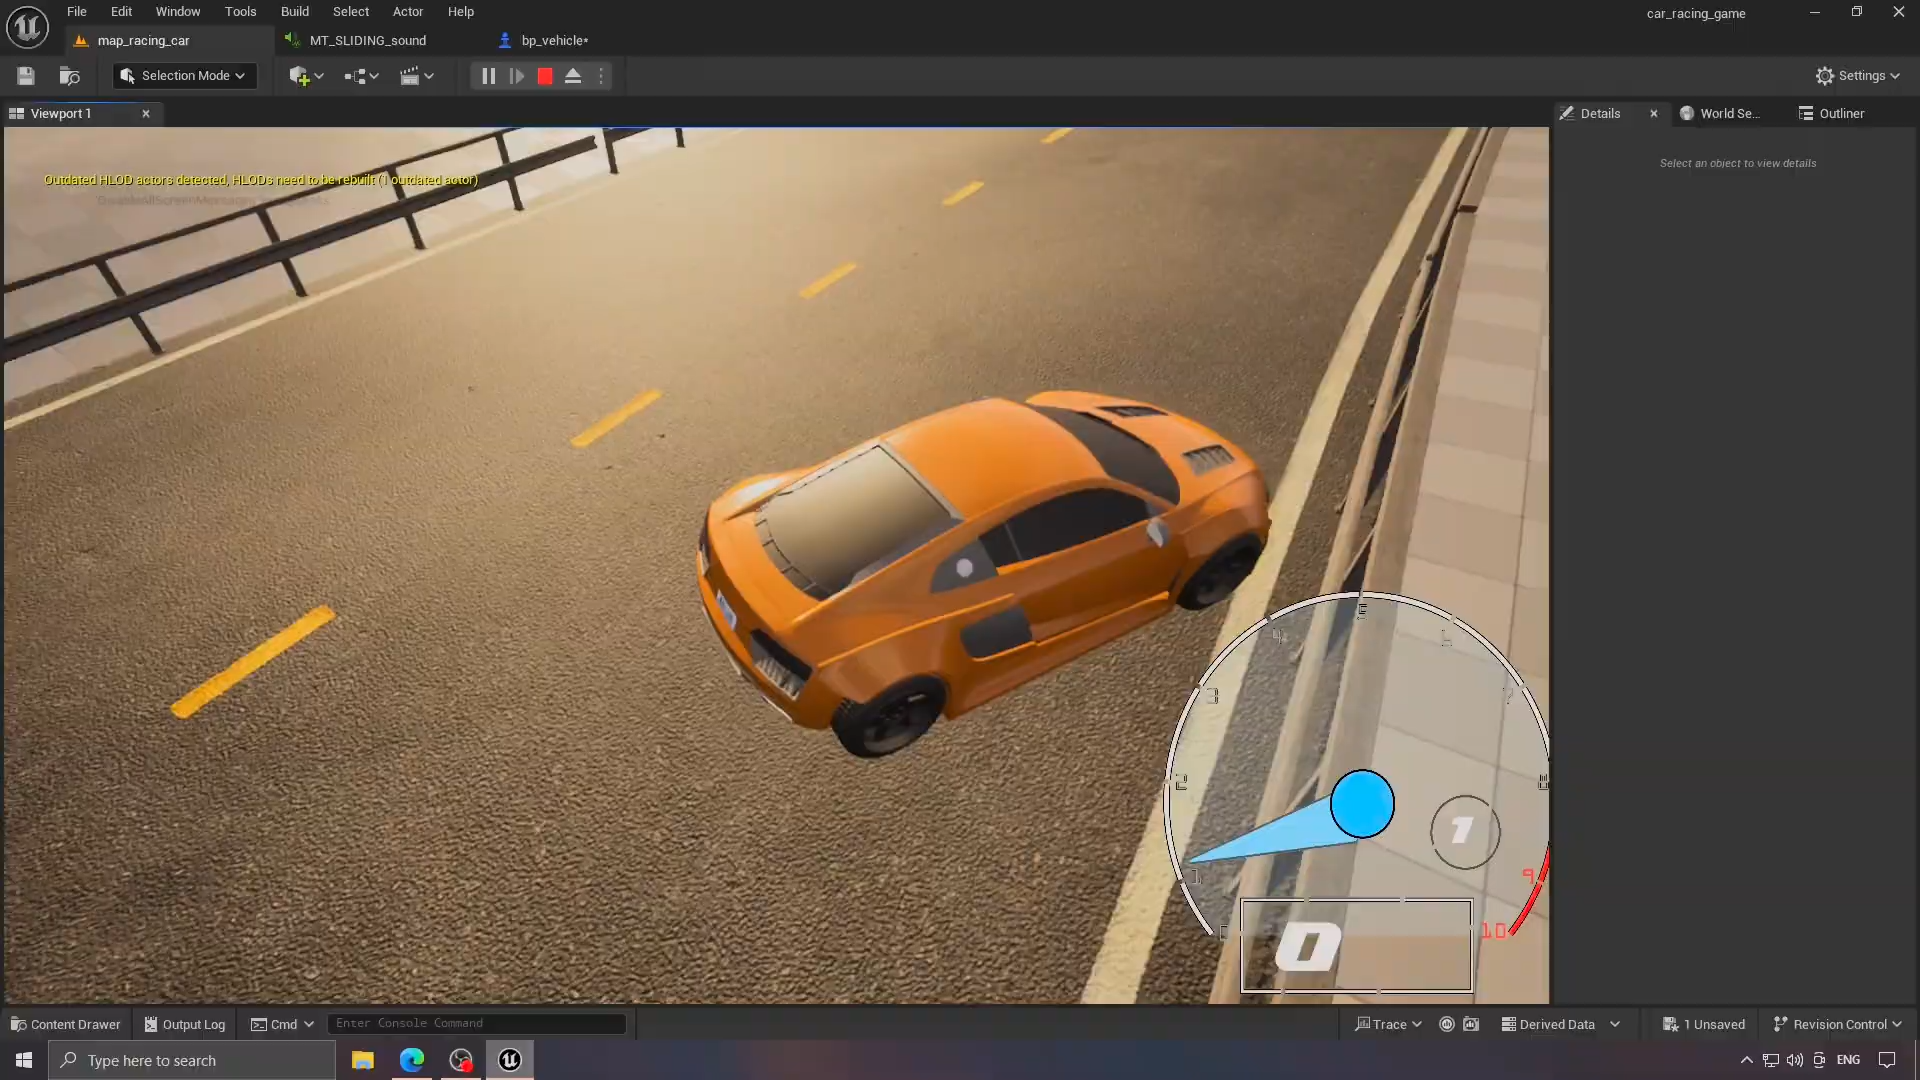 File Edit Window Tools Build Select Actor Help
car_racing_game
map_racing_car
MT_SLIDING_sound
bp_vehicle*
Selection Mode
Settings
Viewport 1
Details
World Se...
Outliner
Select an object to view details
Outdated HLOD actors detected, HLODs need to be rebuilt (1 outdated actor)
5
4
3
7
2
8
1
1
9
10
0
Content Drawer
Output Log
Cmd
Enter Console Command
Trace
Derived Data
1 Unsaved
Revision Control
Type here to search
ENG